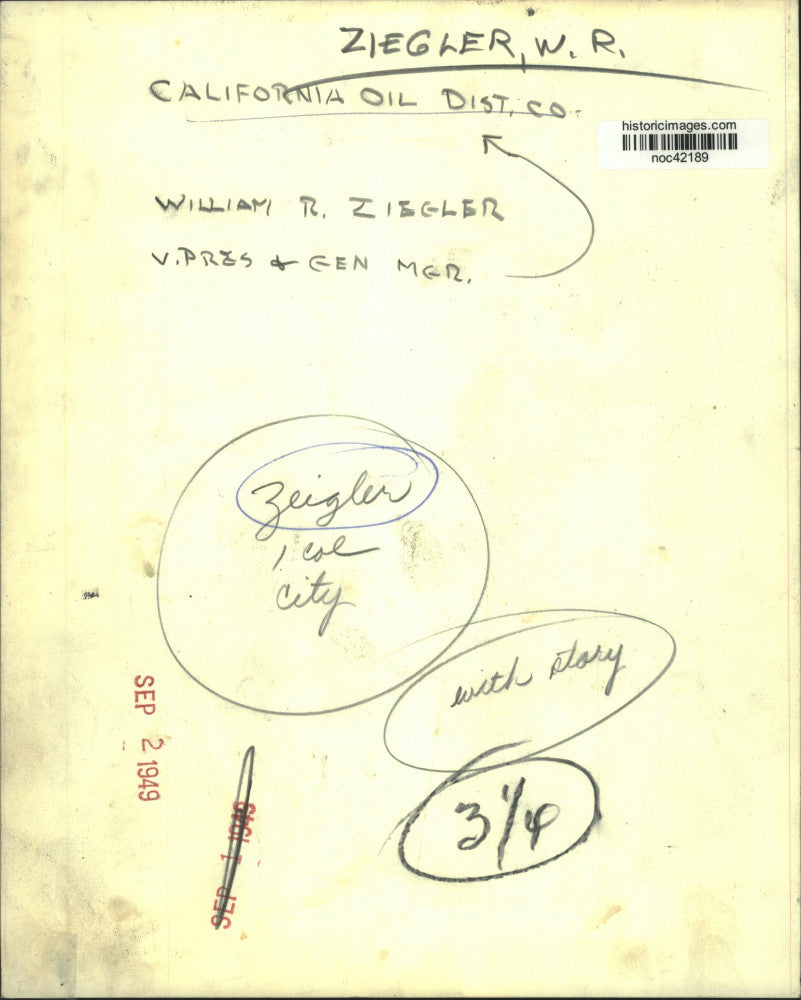 ZIEGLER, W. R.
CALIFORNIA OIL DIST. CO.
historicimages.com
noc42189
WILLIAM R. ZIEGLER
V. PRES & GEN MGR.
Zeigler
1 col
city
with story
SEP 2 1949
SEP 1 1949
3 1/4